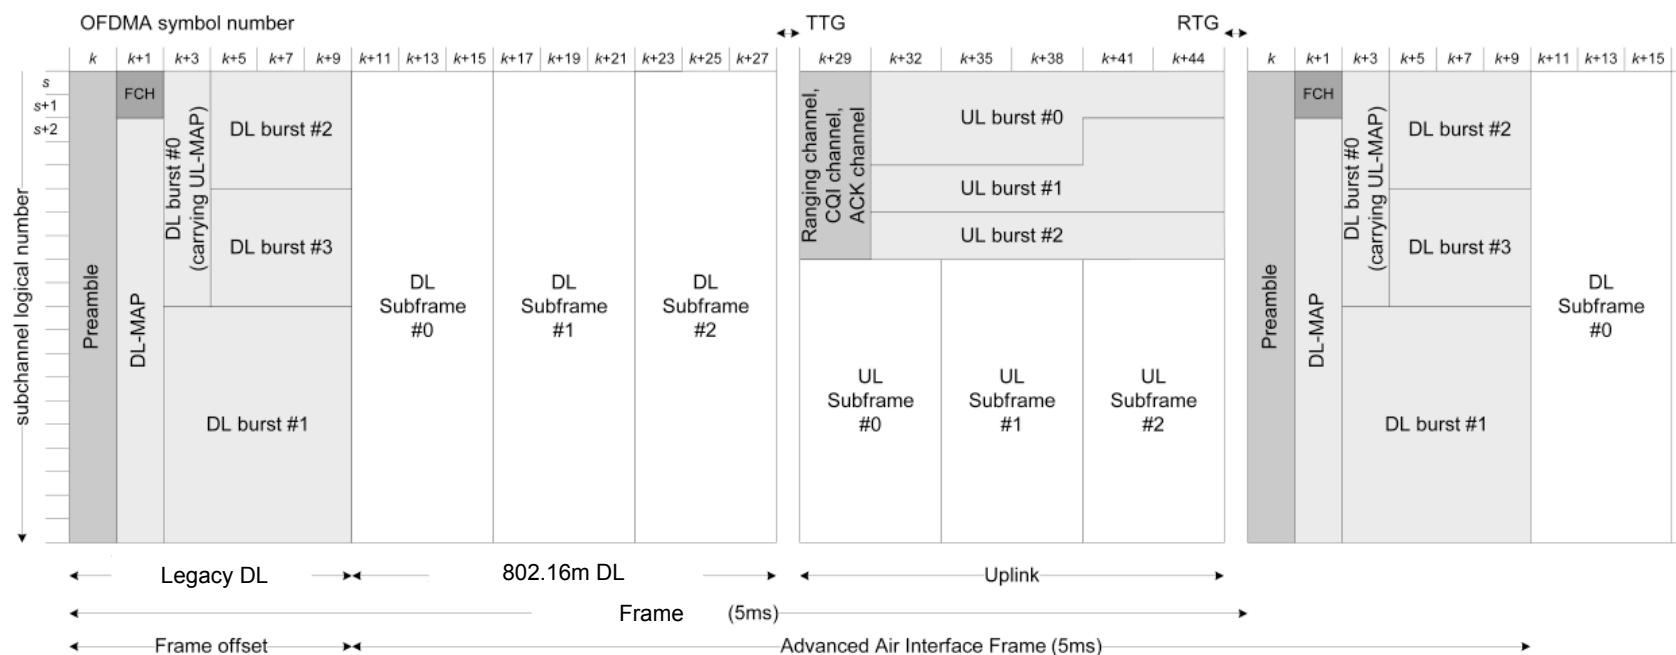 OFDMA symbol number
TTG
RTG
k k+1 k+3 k+5 k+7 k+9 k+11 k+13 k+15 k+17 k+19 k+21 k+23 k+25 k+27 k+29 k+32 k+35 k+38 k+41 k+44 k k+1 k+3 k+5 k+7 k+9 k+11 k+13 k+15
subchannel logical number
s
s+1
s+2
Preamble
FCH
DL-MAP
DL burst #0
(carrying UL-MAP)
DL burst #2
DL burst #3
DL burst #1
DL
Subframe
#0
DL
Subframe
#1
DL
Subframe
#2
Ranging channel,
CQI channel,
ACK channel
UL burst #0
UL burst #1
UL burst #2
UL
Subframe
#0
UL
Subframe
#1
UL
Subframe
#2
Preamble
FCH
DL-MAP
DL burst #0
(carrying UL-MAP)
DL burst #2
DL burst #3
DL burst #1
DL
Subframe
#0
Legacy DL
802.16m DL
Uplink
Frame (5ms)
Frame offset
Advanced Air Interface Frame (5ms)